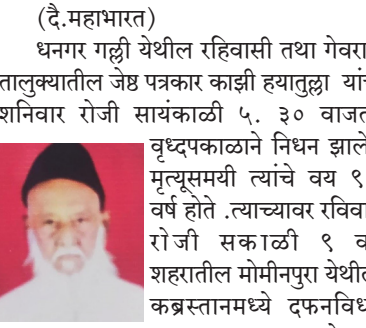 (दै.महाभारत)
धनगर गल्ली येथील रहिवासी तथा गेवरा
तालुक्यातील जेष्ठ पत्रकार काझी हयातुल्ला यां
शनिवार रोजी सायंकाळी ५. ३० वाजत
वृध्दपकाळाने निधन झाले
मृत्यूसमयी त्यांचे वय ९
वर्ष होते .त्याच्यावर रविव
रोजी सकाळी ९ व
शहरातील मोमीनपुरा येथील
कब्रस्तानमध्ये दफनविध